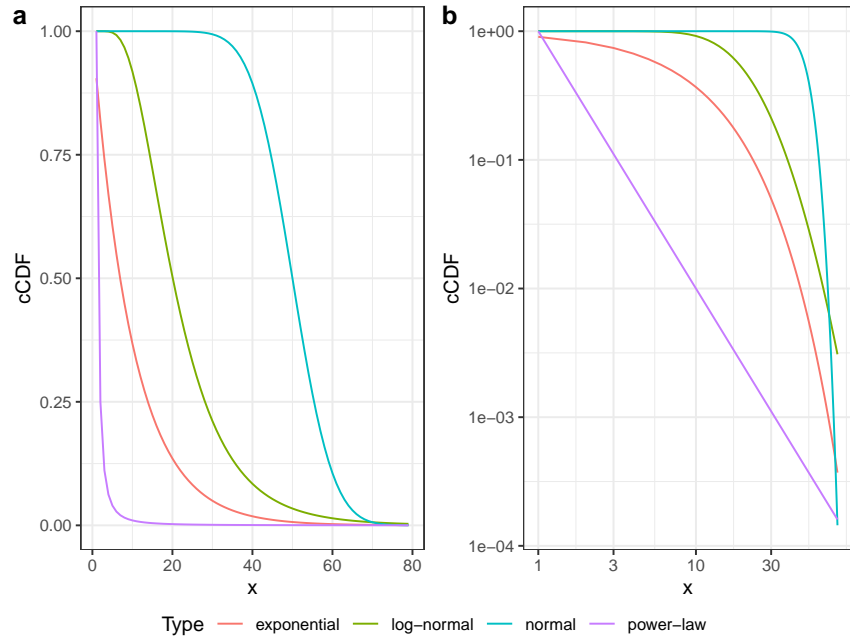 a
1.00
0.75
0.50
0.25
0.00
cCDF
0 20 40 60 80
x
b
1e+00
1e−01
1e−02
1e−03
1e−04
cCDF
1 3 10 30
x
Type exponential log−normal normal power−law